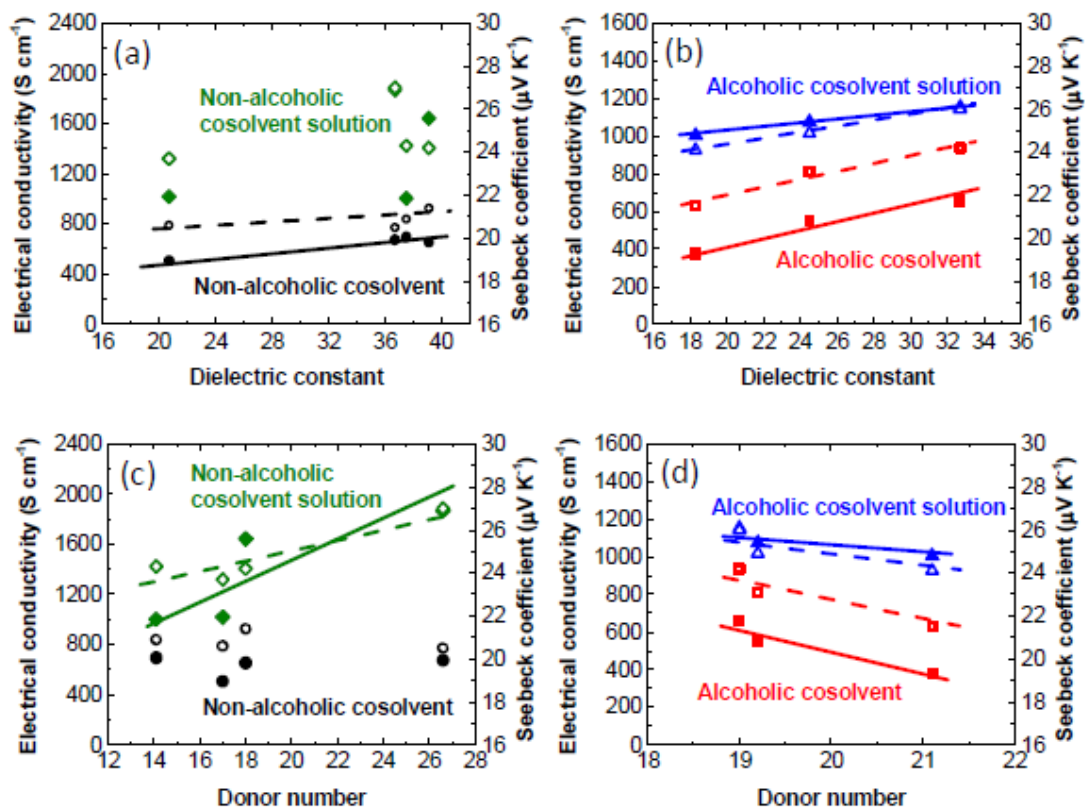 (a)
Electrical conductivity (S cm⁻¹)
2400
2000
1600
1200
800
400
0
Non-alcoholic
cosolvent solution
Non-alcoholic cosolvent
30
28
26
24
22
20
18
16
Seebeck coefficient (µV K⁻¹)
16 20 24 28 32 36 40
Dielectric constant
(b)
Electrical conductivity (S cm⁻¹)
1600
1400
1200
1000
800
600
400
200
0
Alcoholic cosolvent solution
Alcoholic cosolvent
30
28
26
24
22
20
18
16
Seebeck coefficient (µV K⁻¹)
16 18 20 22 24 26 28 30 32 34 36
Dielectric constant
(c)
Electrical conductivity (S cm⁻¹)
2400
2000
1600
1200
800
400
0
Non-alcoholic
cosolvent solution
Non-alcoholic cosolvent
30
28
26
24
22
20
18
16
Seebeck coefficient (µV K⁻¹)
12 14 16 18 20 22 24 26 28
Donor number
(d)
Electrical conductivity (S cm⁻¹)
1600
1400
1200
1000
800
600
400
200
0
Alcoholic cosolvent solution
Alcoholic cosolvent
30
28
26
24
22
20
18
16
Seebeck coefficient (µV K⁻¹)
18 19 20 21 22
Donor number